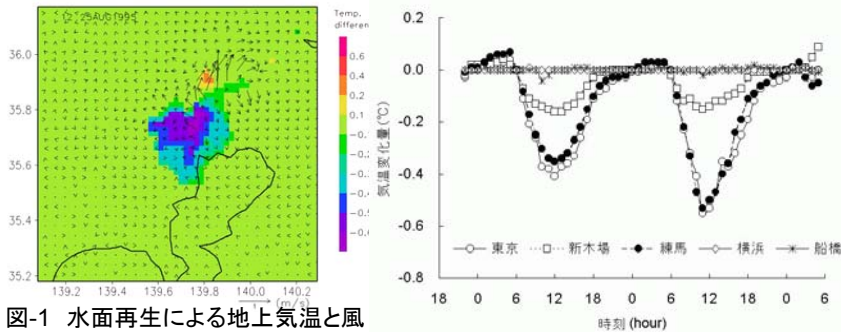 12, 25AUG1995
Temp.
differen
36.0
35.8
35.6
35.4
35.2
139.2 139.4 139.6 139.8 140.0 140.2
(m/s)
0.6
0.4
0.2
0.1
図-1 水面再生による地上気温と風
気温変化量(℃)
0.2
0.0
-0.2
-0.4
-0.6
-0.8
東京 新木場 練馬 横浜 船橋
18 0 6 12 18 0 6 12 18 0 6
時刻 (hour)